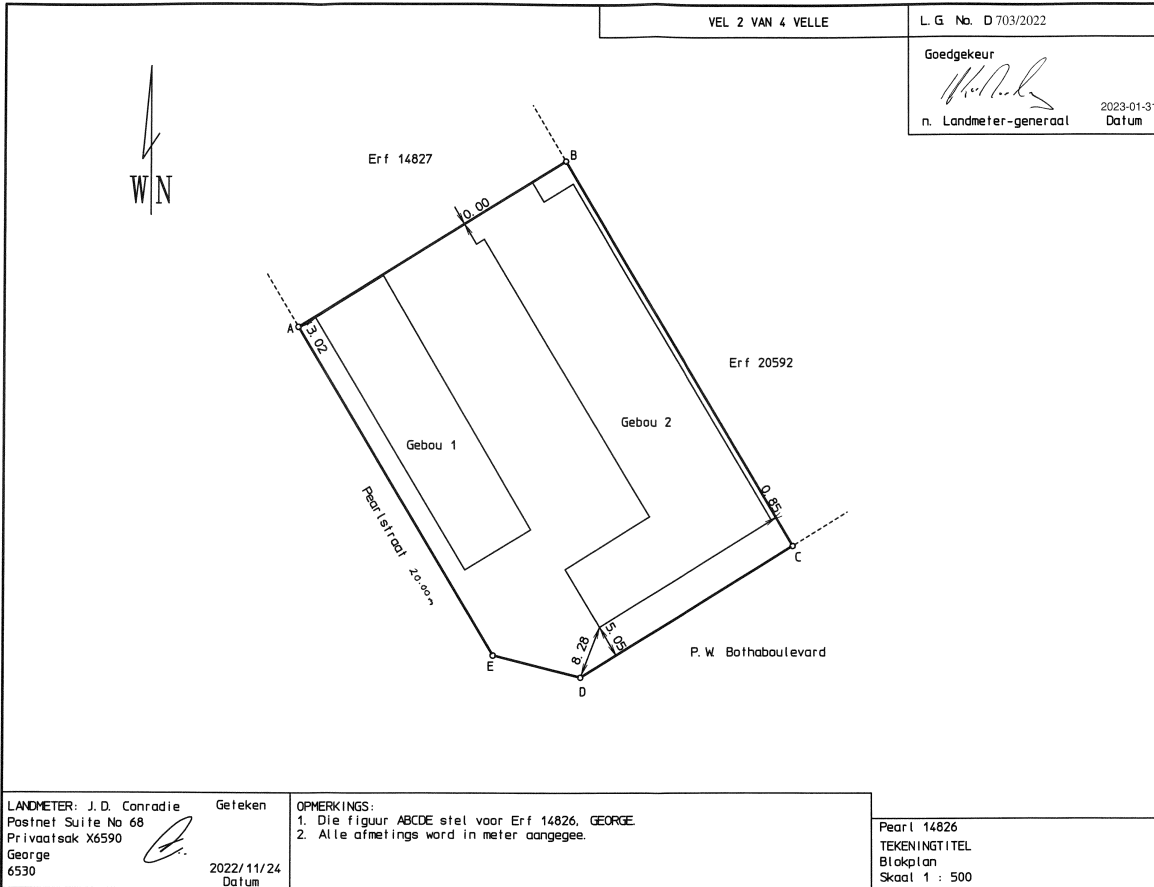 VEL 2 VAN 4 VELLE
L. G. No. D 703/2022
Goedgekeur
2023-01-31
n. Landmeter-generaal Datum
W N
Erf 14827
B
0.00
A
3.02
Erf 20592
Gebou 2
Gebou 1
0.85
Pearlstraat 20.00m
C
5.05
8.28
P. W. Bothaboulevard
E
D
LANDMETER: J. D. Conradie Geteken
Postnet Suite No 68
Privaatsak X6590
George
6530
2022/11/24
Datum
OPMERKINGS:
1. Die figuur ABCDE stel voor Erf 14826, GEORGE.
2. Alle afmetings word in meter aangegee.
Pearl 14826
TEKENINGTITEL
Blokplan
Skaal 1 : 500